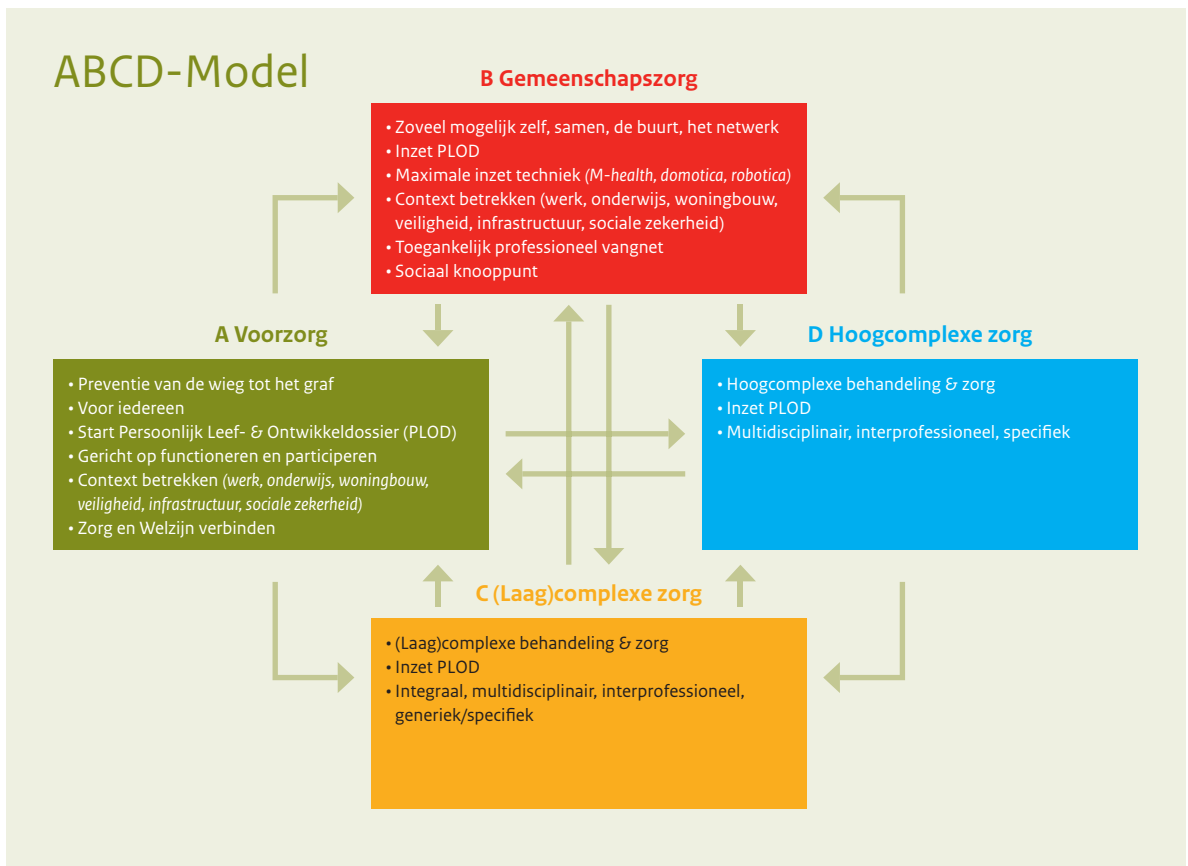 ABCD-Model
B Gemeenschapszorg
• Zoveel mogelijk zelf, samen, de buurt, het netwerk
• Inzet PLOD
• Maximale inzet techniek (M-health, domotica, robotica)
• Context betrekken (werk, onderwijs, woningbouw,
veiligheid, infrastructuur, sociale zekerheid)
• Toegankelijk professioneel vangnet
• Sociaal knooppunt
A Voorzorg
• Preventie van de wieg tot het graf
• Voor iedereen
• Start Persoonlijk Leef- & Ontwikkeldossier (PLOD)
• Gericht op functioneren en participeren
• Context betrekken (werk, onderwijs, woningbouw,
veiligheid, infrastructuur, sociale zekerheid)
• Zorg en Welzijn verbinden
D Hoogcomplexe zorg
• Hoogcomplexe behandeling & zorg
• Inzet PLOD
• Multidisciplinair, interprofessioneel, specifiek
C (Laag)complexe zorg
• (Laag)complexe behandeling & zorg
• Inzet PLOD
• Integraal, multidisciplinair, interprofessioneel,
generiek/specifiek